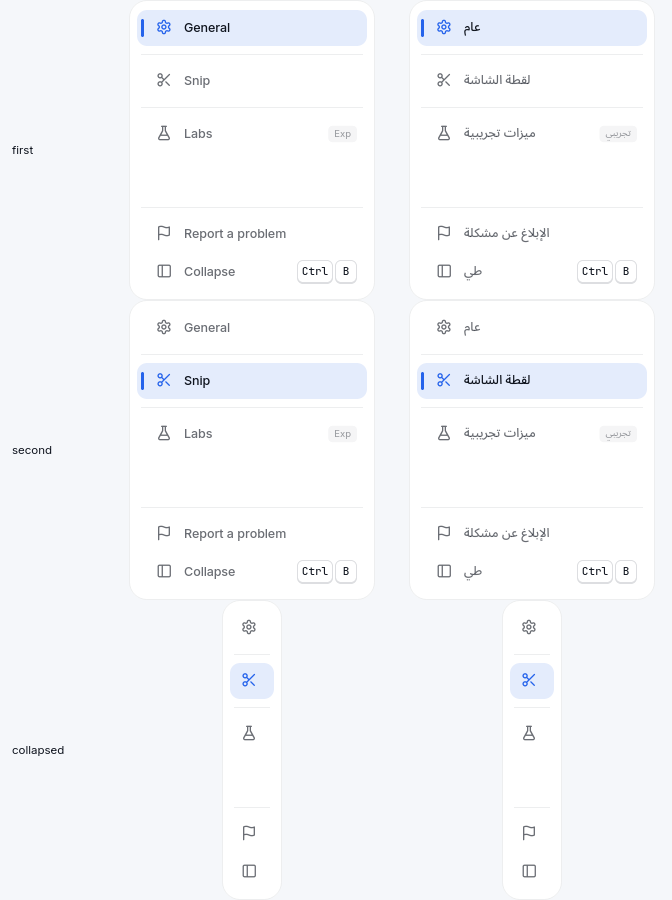 General
عام
Snip
لقطة الشاشة
first
Labs Exp
ميزات تجريبية تجريبي
Report a problem
الإبلاغ عن مشكلة
Collapse Ctrl B
طي Ctrl B
General
عام
Snip
لقطة الشاشة
second
Labs Exp
ميزات تجريبية تجريبي
Report a problem
الإبلاغ عن مشكلة
Collapse Ctrl B
طي Ctrl B
collapsed